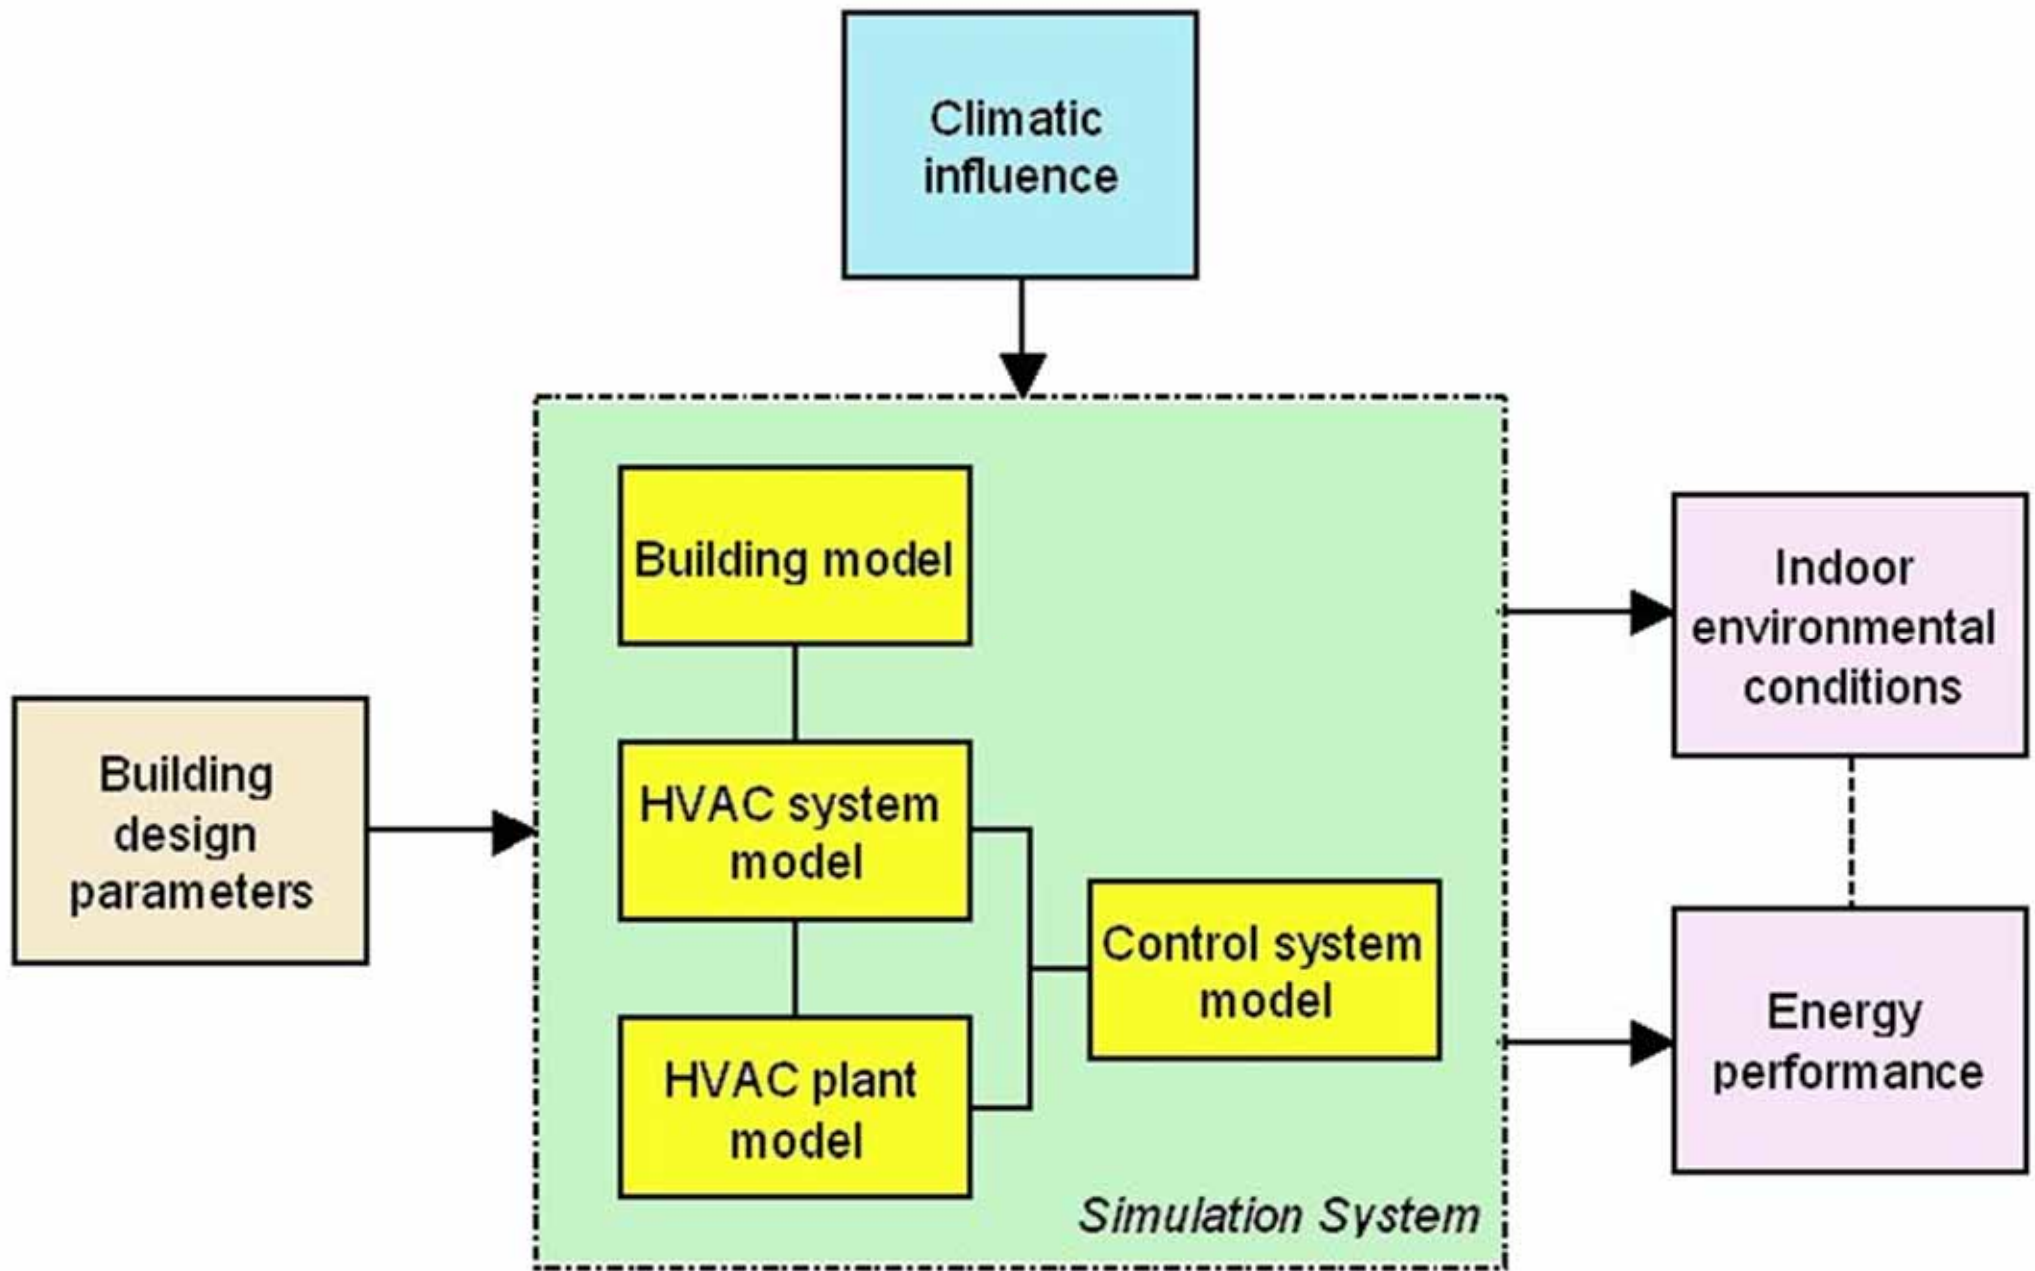 Climatic
influence
Building model
Indoor
environmental
conditions
Building
design
parameters
HVAC system
model
Control system
model
Energy
performance
HVAC plant
model
Simulation System